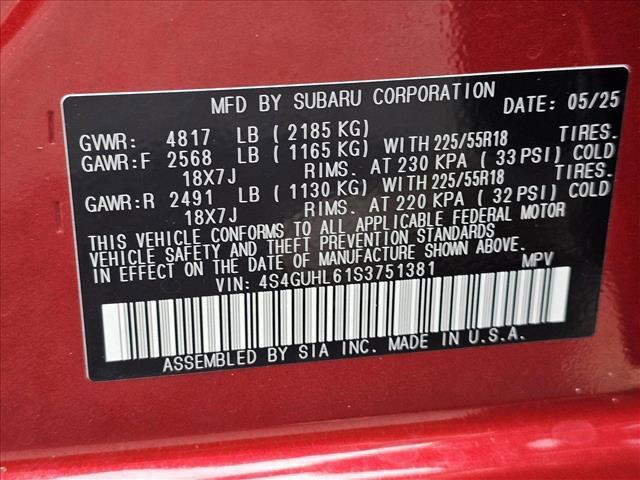 MFD BY SUBARU CORPORATION DATE: 05/25
GVWR: 4817 LB ( 2185 KG)
GAWR: F 2568 LB ( 1165 KG) WITH 225/55R18 TIRES.
18X7J RIMS. AT 230 KPA ( 33 PSI) COLD
GAWR: R 2491 LB ( 1130 KG) WITH 225/55R18 TIRES.
18X7J RIMS. AT 220 KPA ( 32 PSI) COLD
THIS VEHICLE CONFORMS TO ALL APPLICABLE FEDERAL MOTOR
VEHICLE SAFETY AND THEFT PREVENTION STANDARDS
IN EFFECT ON THE DATE OF MANUFACTURE SHOWN ABOVE.
VIN: 4S4GUHL61S3751381 MPV
ASSEMBLED BY SIA INC. MADE IN U.S.A.